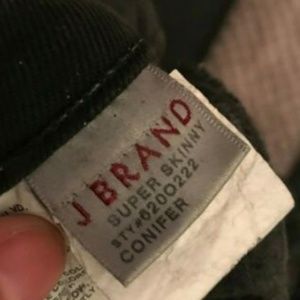 J BRAND
SUPER SKINNY
STY#620O222
CONIFER